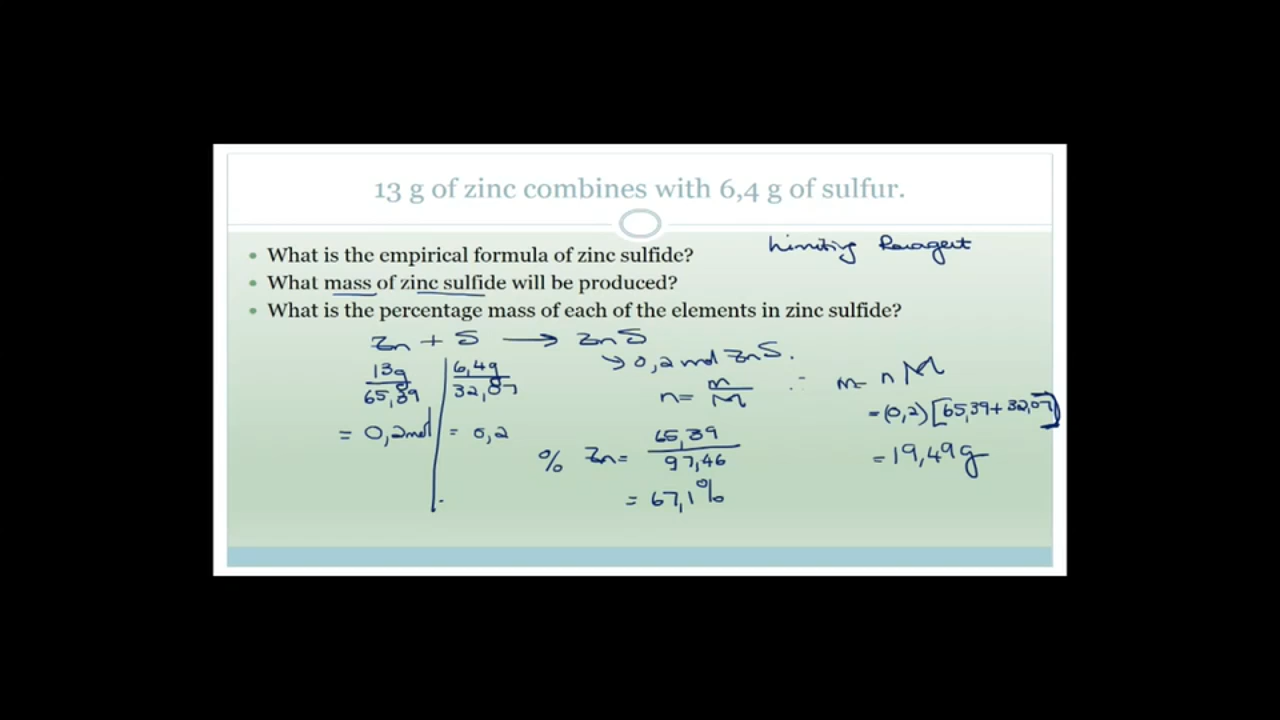 13 g of zinc combines with 6,4 g of sulfur.
Limiting Reagent
• What is the empirical formula of zinc sulfide?
• What mass of zinc sulfide will be produced?
• What is the percentage mass of each of the elements in zinc sulfide?
Zn + S → ZnS
↳ 0,2 mol ZnS.
13g / 65,39
= 0,2 mol
6,4g / 32,07
= 0,2
n = m / M
∴ m = nM
= (0,2) [65,39 + 32,07]
= 19,49 g
% Zn = 65,39 / 97,46
= 67,1 %